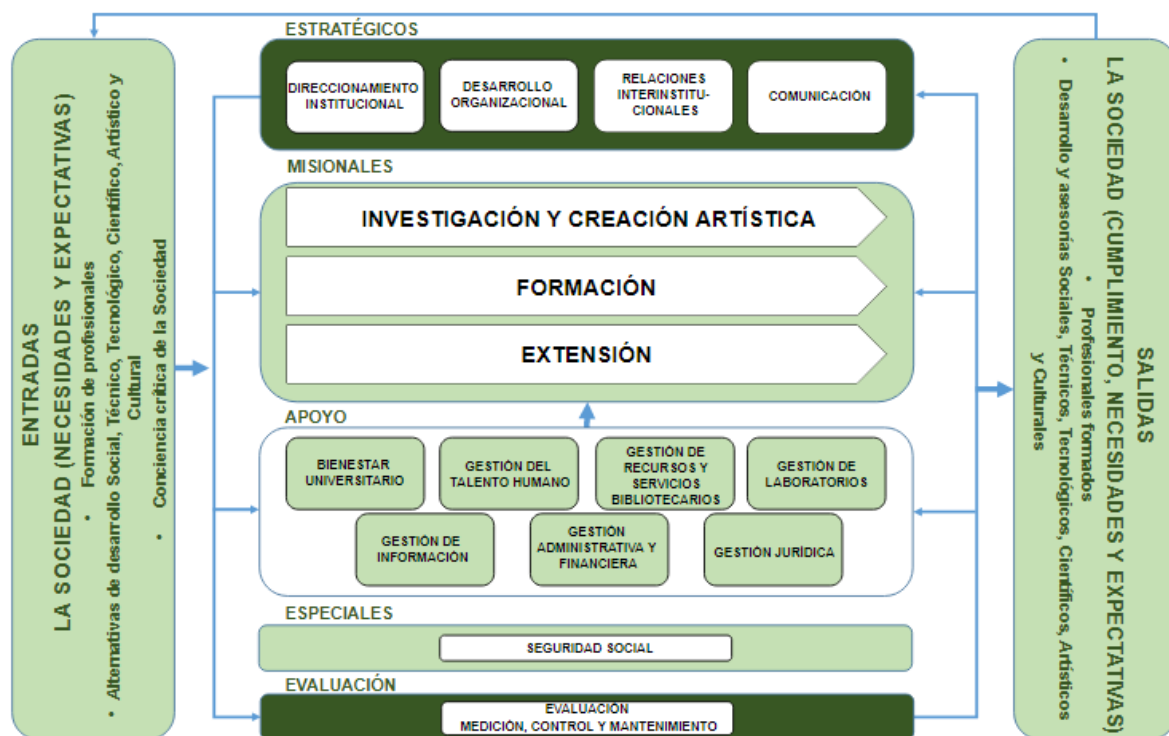 ENTRADAS
LA SOCIEDAD (NECESIDADES Y EXPECTATIVAS)
• Formación de profesionales
• Alternativas de desarrollo Social, Técnico, Tecnológico, Científico, Artístico y
Cultural
• Conciencia crítica de la Sociedad
ESTRATÉGICOS
DIRECCIONAMIENTO
INSTITUCIONAL
DESARROLLO
ORGANIZACIONAL
RELACIONES
INTERINSTITU-
CIONALES
COMUNICACIÓN
MISIONALES
INVESTIGACIÓN Y CREACIÓN ARTÍSTICA
FORMACIÓN
EXTENSIÓN
APOYO
BIENESTAR
UNIVERSITARIO
GESTIÓN DEL
TALENTO HUMANO
GESTIÓN DE
RECURSOS Y
SERVICIOS
BIBLIOTECARIOS
GESTIÓN DE
LABORATORIOS
GESTIÓN DE
INFORMACIÓN
GESTIÓN
ADMINISTRATIVA Y
FINANCIERA
GESTIÓN JURÍDICA
ESPECIALES
SEGURIDAD SOCIAL
EVALUACIÓN
EVALUACIÓN
MEDICIÓN, CONTROL Y MANTENIMIENTO
SALIDAS
LA SOCIEDAD (CUMPLIMIENTO, NECESIDADES Y EXPECTATIVAS)
• Profesionales formados
• Desarrollo y asesorías Sociales, Técnicos, Tecnológicos, Científicos, Artísticos
y Culturales